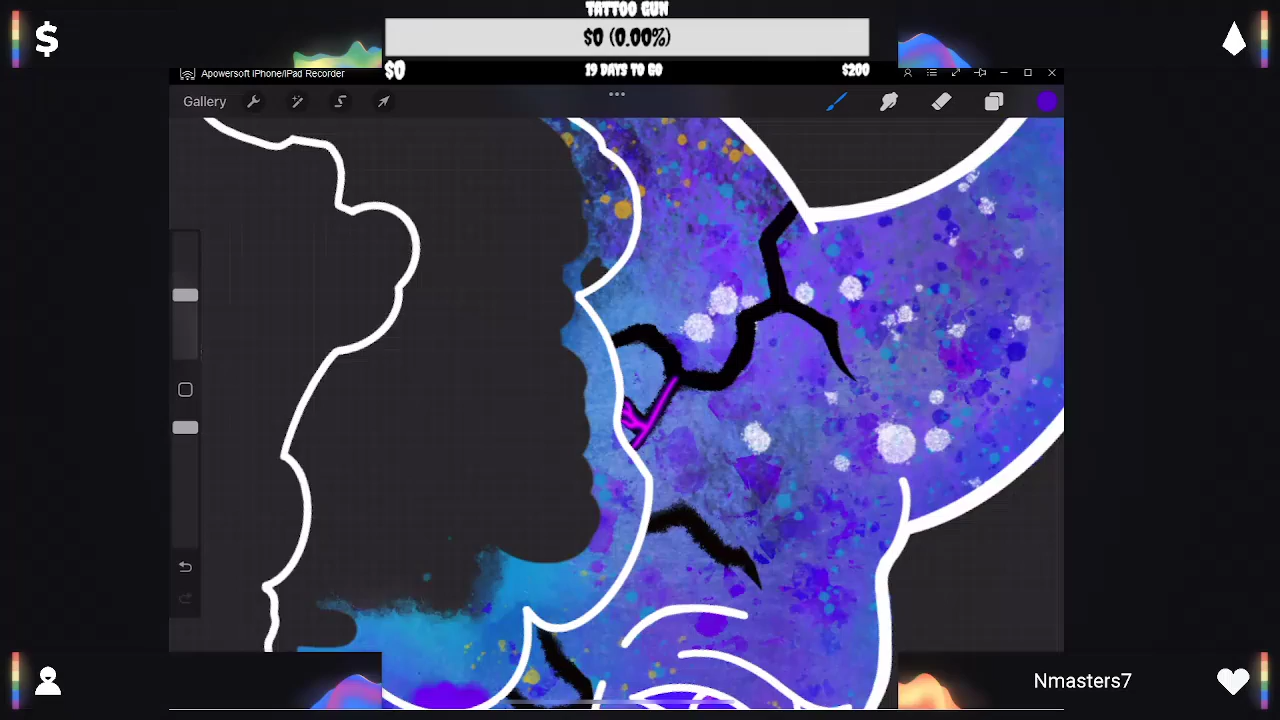 TATTOO GUN
$
$0 (0.00%)
Apowersoft iPhone/iPad Recorder
$0
19 DAYS TO GO
$200
Gallery
Nmasters7